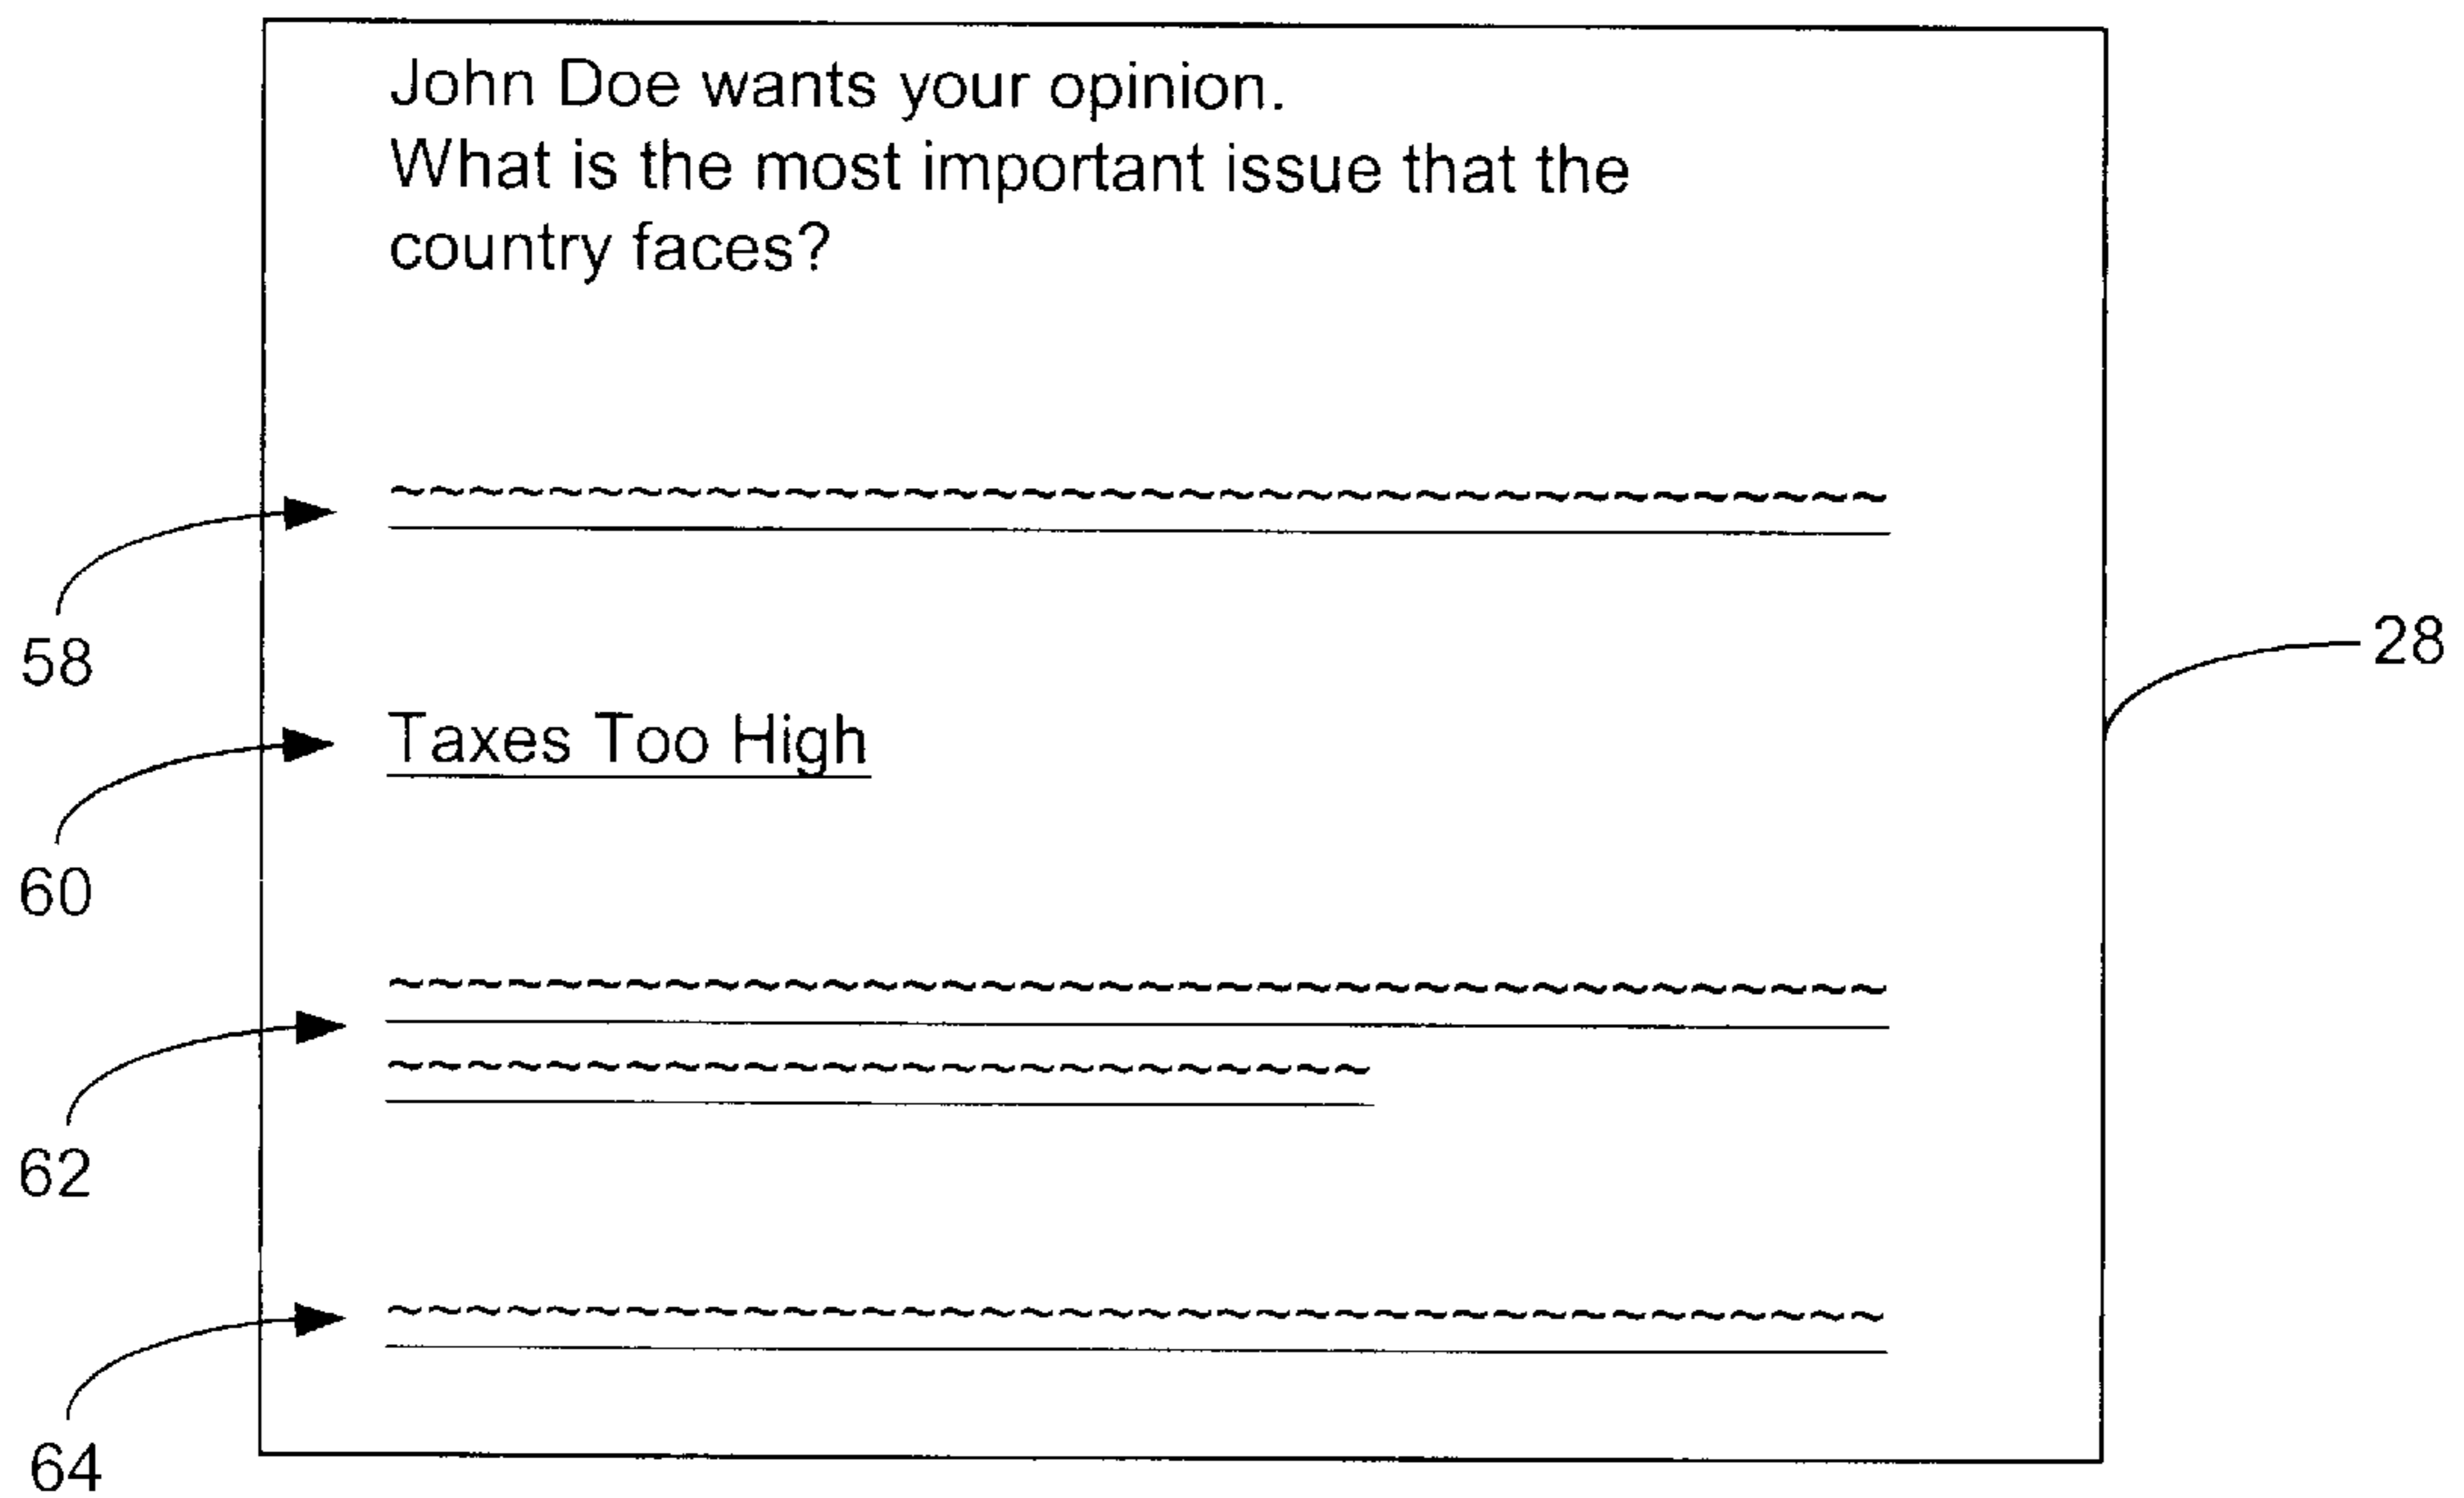 John Doe wants your opinion.
What is the most important issue that the
country faces?
58
28
Taxes Too High
60
62
64